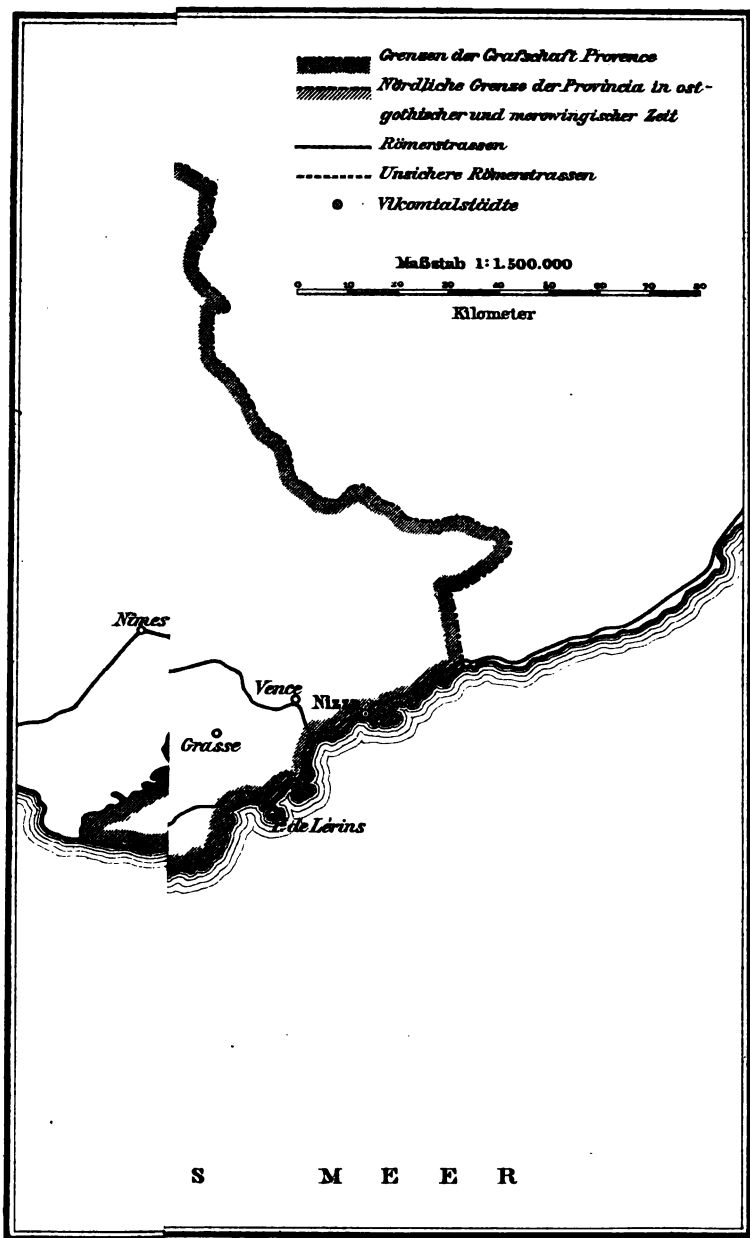 Grenzen der Grafschaft Provence
Nördliche Grenze der Provincia in ost-
gothischer und merowingischer Zeit
Römerstrassen
Unsichere Römerstrassen
Vikomtalstädte
Maßstab 1:1.500.000
0 10 20 30 40 50 60 70 80
Kilometer
Nîmes
Vence
Nizza
Grasse
I. de Lérins
S MEER